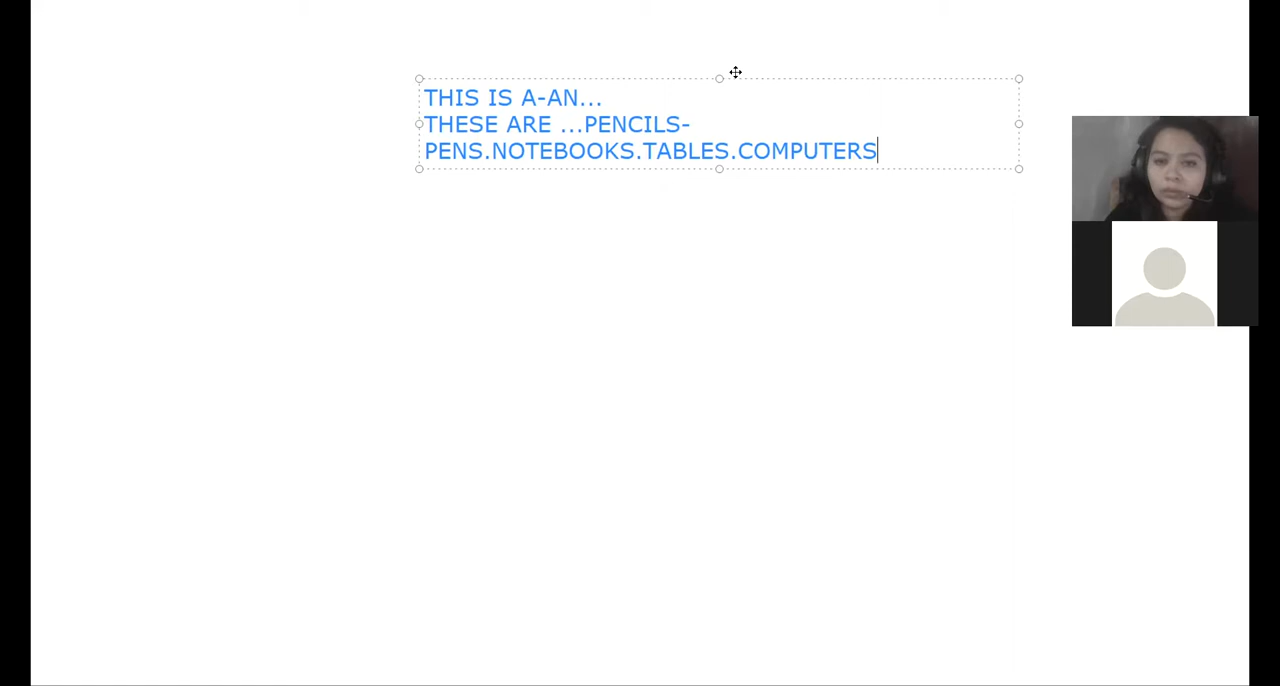 THIS IS A-AN...
THESE ARE ...PENCILS-
PENS.NOTEBOOKS.TABLES.COMPUTERS